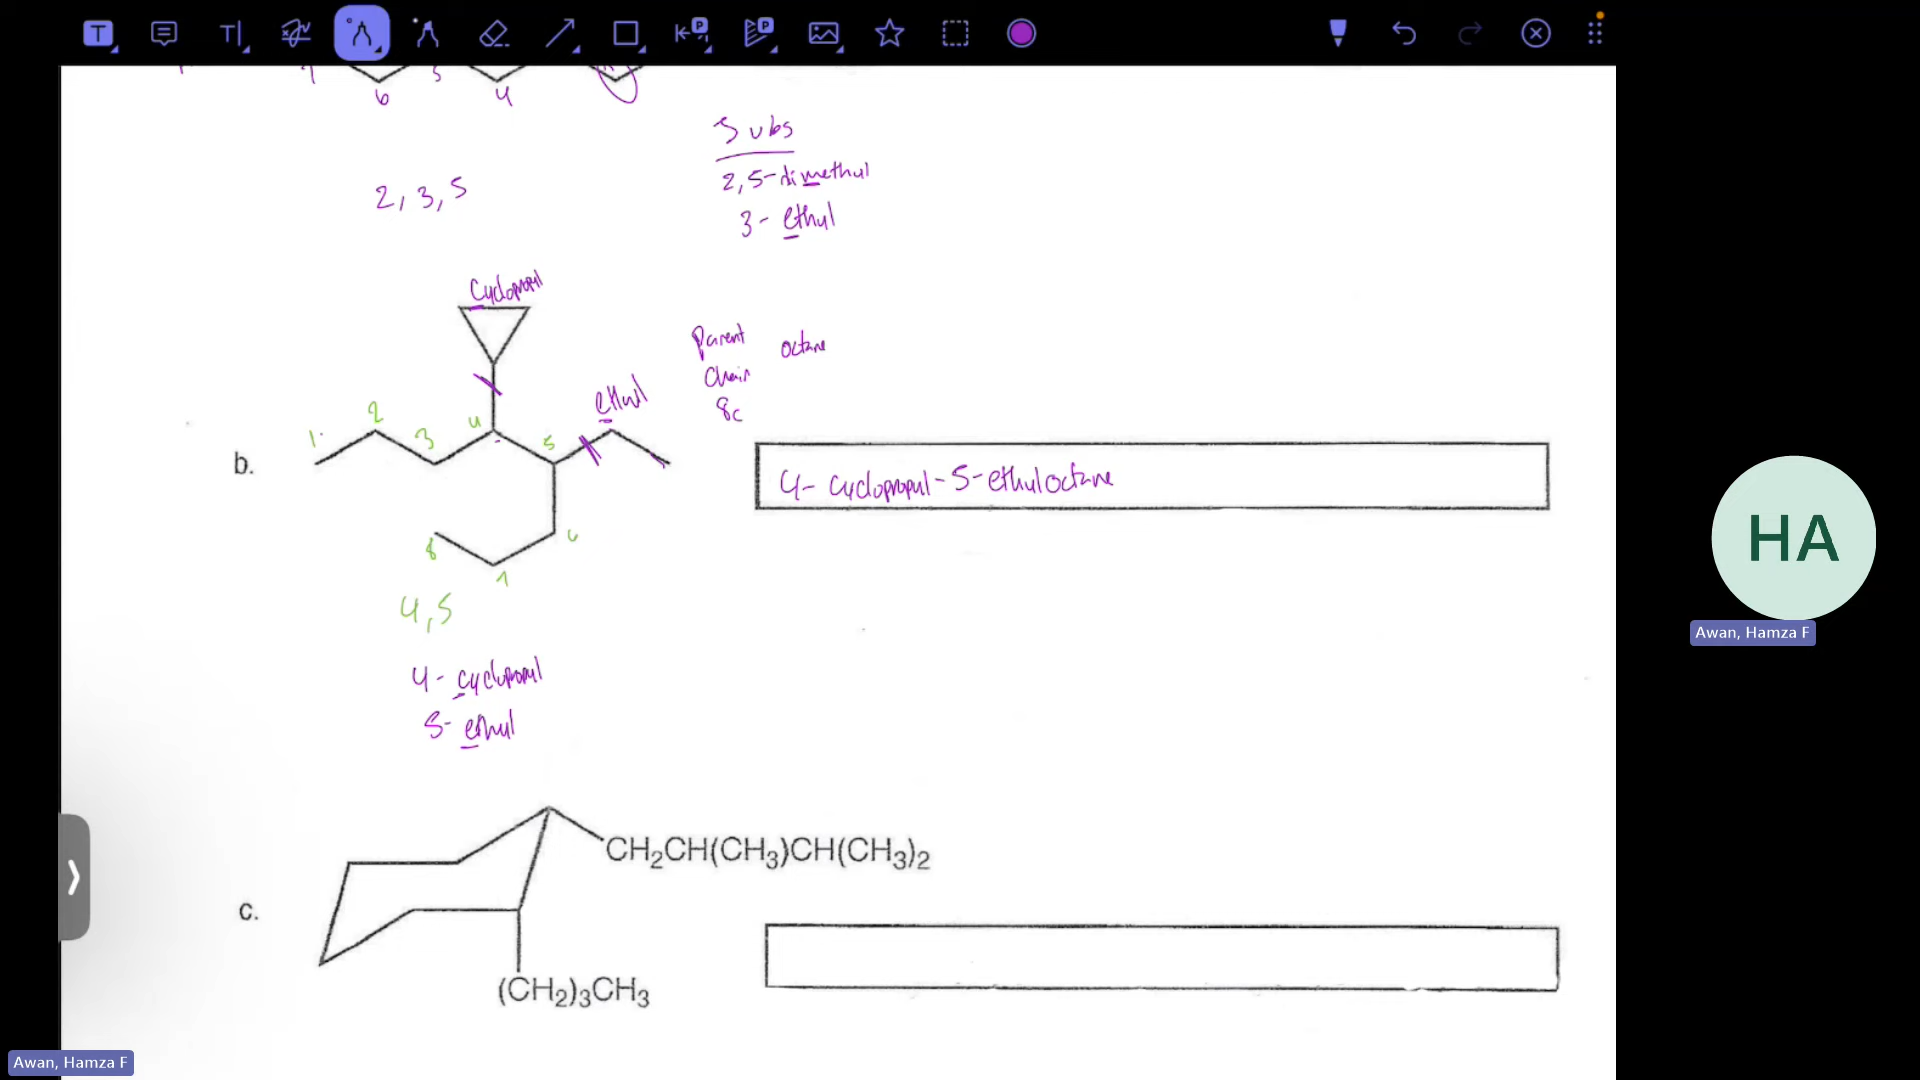 T T P P
7 6 5 4
Subs
2, 3, 5
2,5-dimethyl
3- ethyl
Cyclopropyl
parent octane
chain
8c
ethyl
1 2 3 4 5
b.
4- cyclopropyl-5-ethyloctane
8 7 6
4,5
4- cyclopropyl
5- ethyl
CH2CH(CH3)CH(CH3)2
c.
(CH2)3CH3
HA
Awan, Hamza F
Awan, Hamza F